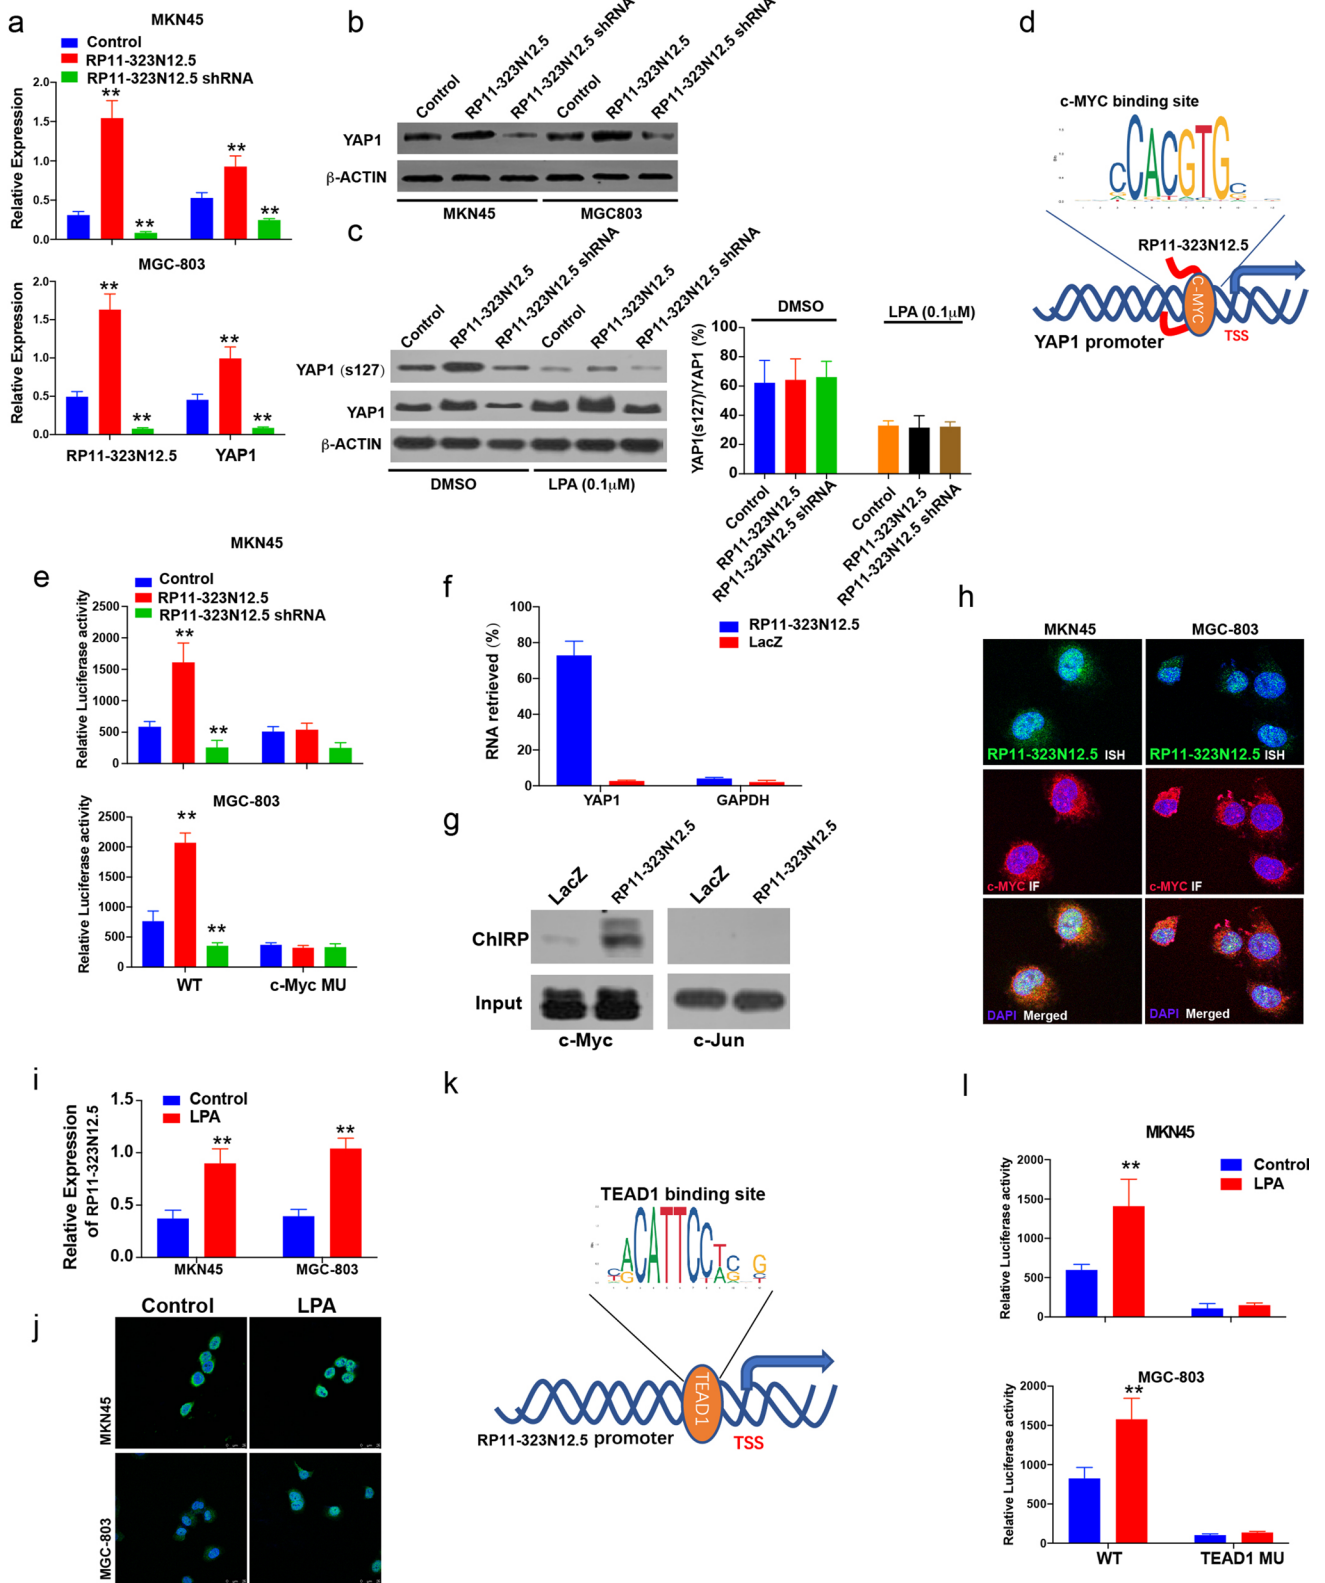 a
MKN45
Control
RP11-323N12.5
RP11-323N12.5 shRNA
Relative Expression
2.0
1.5
1.0
0.5
0.0
** ** ** **
MGC-803
Relative Expression
2.0
1.5
1.0
0.5
0.0
** ** ** **
RP11-323N12.5 YAP1
b
Control RP11-323N12.5 RP11-323N12.5 shRNA Control RP11-323N12.5 RP11-323N12.5 shRNA
YAP1
β-ACTIN
MKN45 MGC803
c
Control RP11-323N12.5 RP11-323N12.5 shRNA Control RP11-323N12.5 RP11-323N12.5 shRNA
YAP1 (s127)
YAP1
β-ACTIN
DMSO LPA (0.1μM)
DMSO LPA (0.1μM)
YAP1(s127)/YAP1 (%)
100
80
60
40
20
0
Control RP11-323N12.5 RP11-323N12.5 shRNA Control RP11-323N12.5 RP11-323N12.5 shRNA
d
c-MYC binding site
CCACGTGC
RP11-323N12.5
C-MYC
YAP1 promoter
TSS
e
MKN45
Control
RP11-323N12.5
RP11-323N12.5 shRNA
Relative Luciferase activity
2500
2000
1500
1000
500
0
** **
MGC-803
Relative Luciferase activity
2500
2000
1500
1000
500
0
** **
WT c-Myc MU
f
RNA retrieved (%)
100
80
60
40
20
0
RP11-323N12.5
LacZ
YAP1 GAPDH
g
LacZ RP11-323N12.5 LacZ RP11-323N12.5
ChIRP
Input
c-Myc c-Jun
h
MKN45 MGC-803
RP11-323N12.5 ISH RP11-323N12.5 ISH
c-MYC IF c-MYC IF
DAPI Merged DAPI Merged
i
Relative Expression
of RP11-323N12.5
1.5
1.0
0.5
0.0
Control
LPA
** **
MKN45 MGC-803
j
Control LPA
MKN45
MGC-803
k
TEAD1 binding site
TEAD1
RP11-323N12.5 promoter
TSS
l
MKN45
Control
LPA
Relative Luciferase activity
2000
1500
1000
500
0
**
MGC-803
Relative Luciferase activity
2000
1500
1000
500
0
**
WT TEAD1 MU